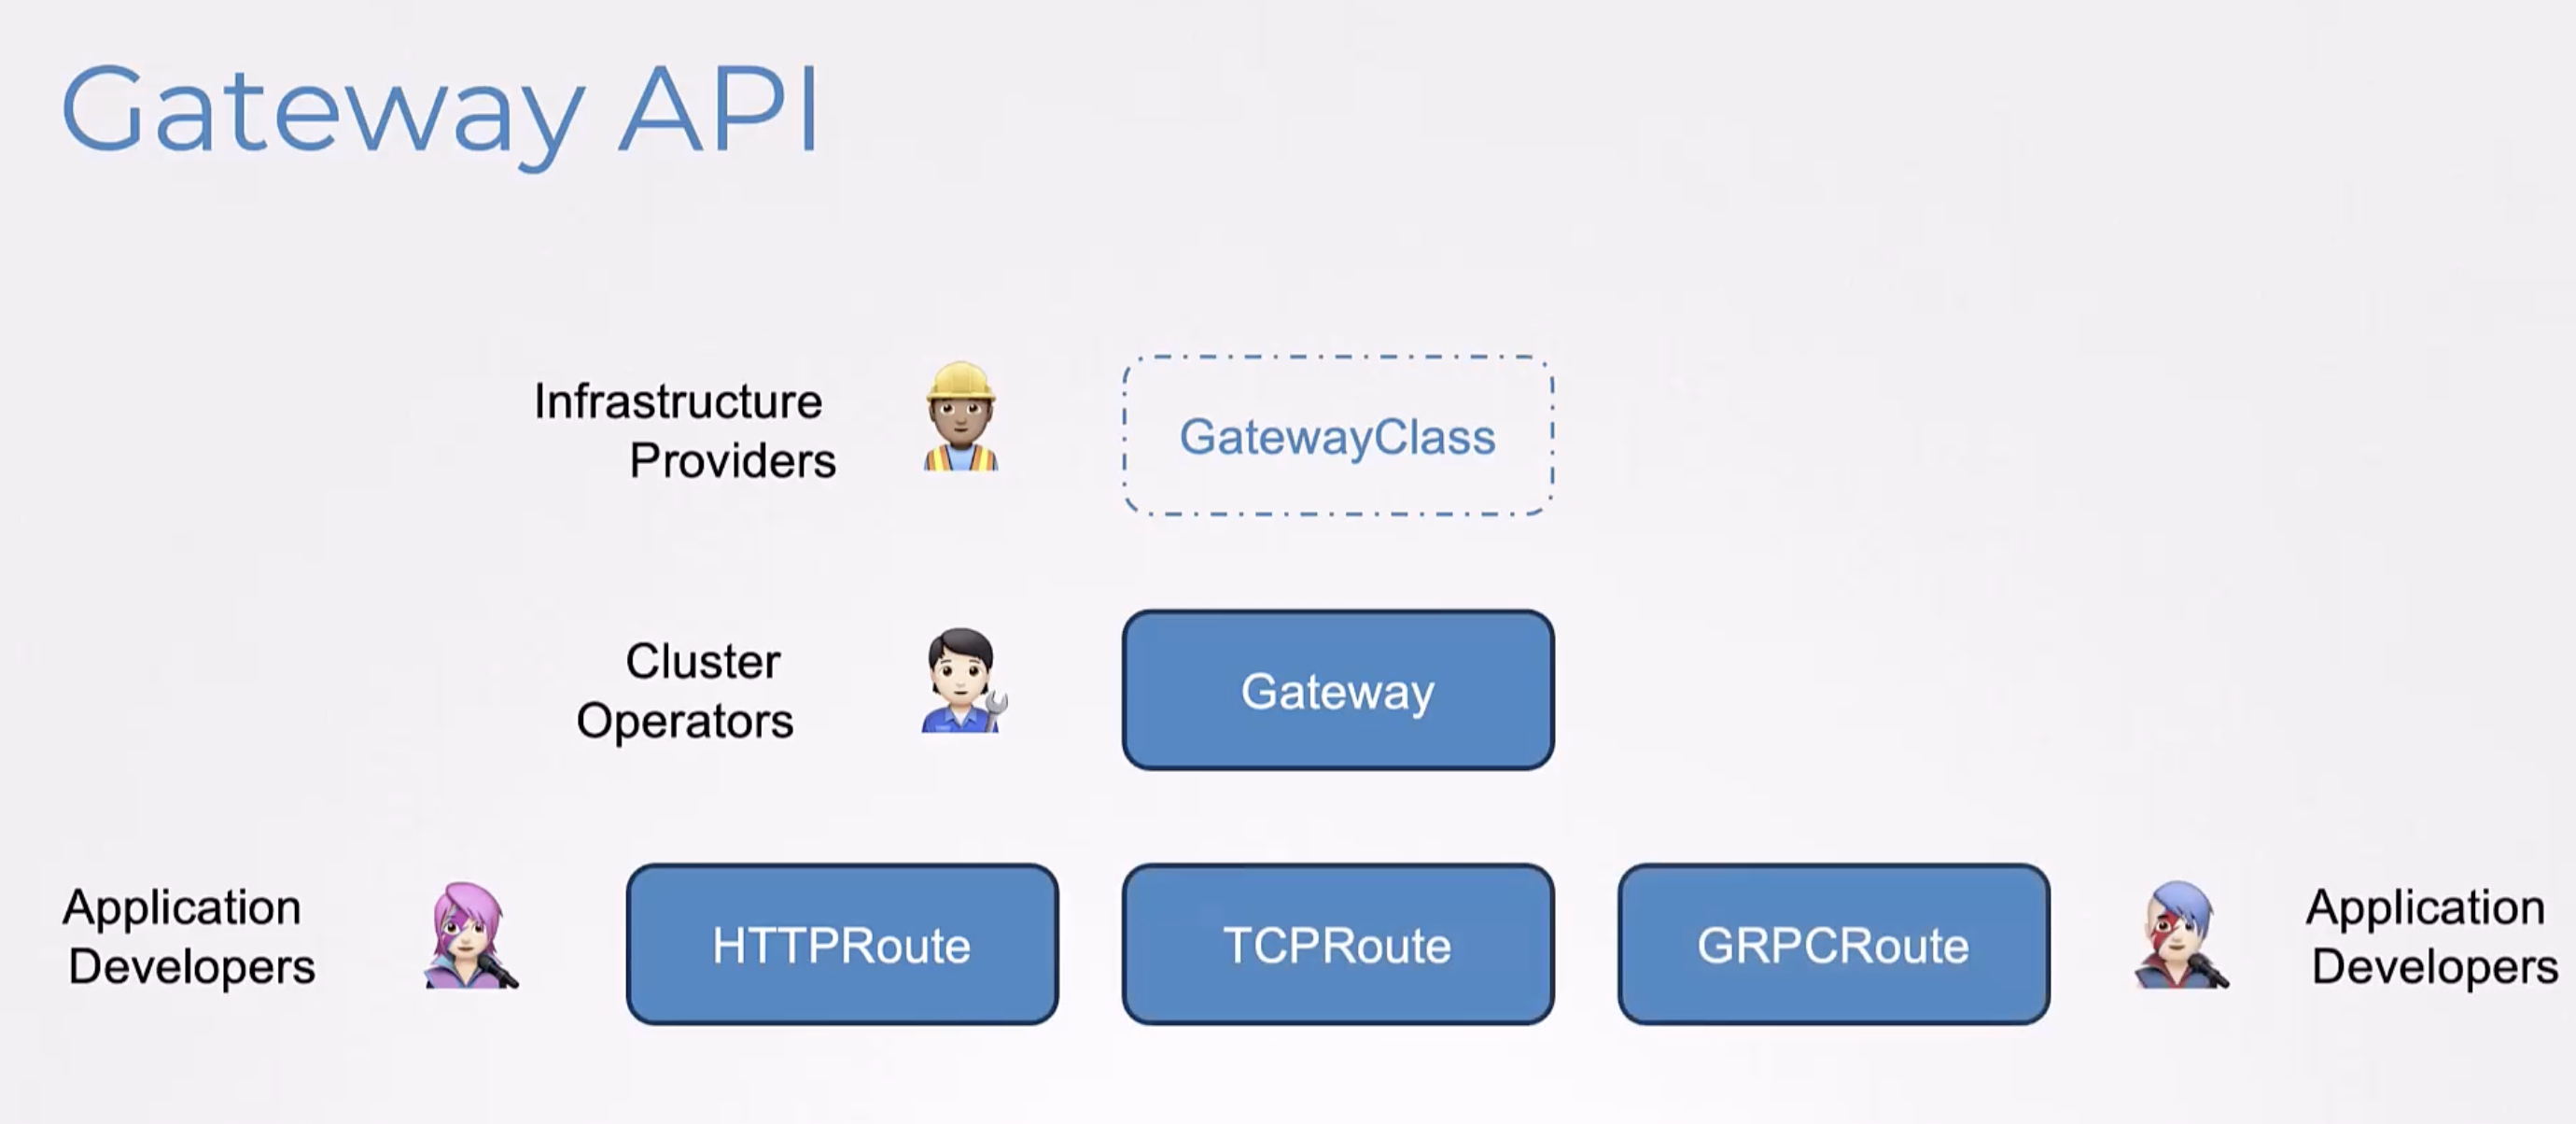 Gateway API
Infrastructure
Providers
GatewayClass
Cluster
Operators
Gateway
Application
Developers
HTTPRoute
TCPRoute
GRPCRoute
Application
Developers